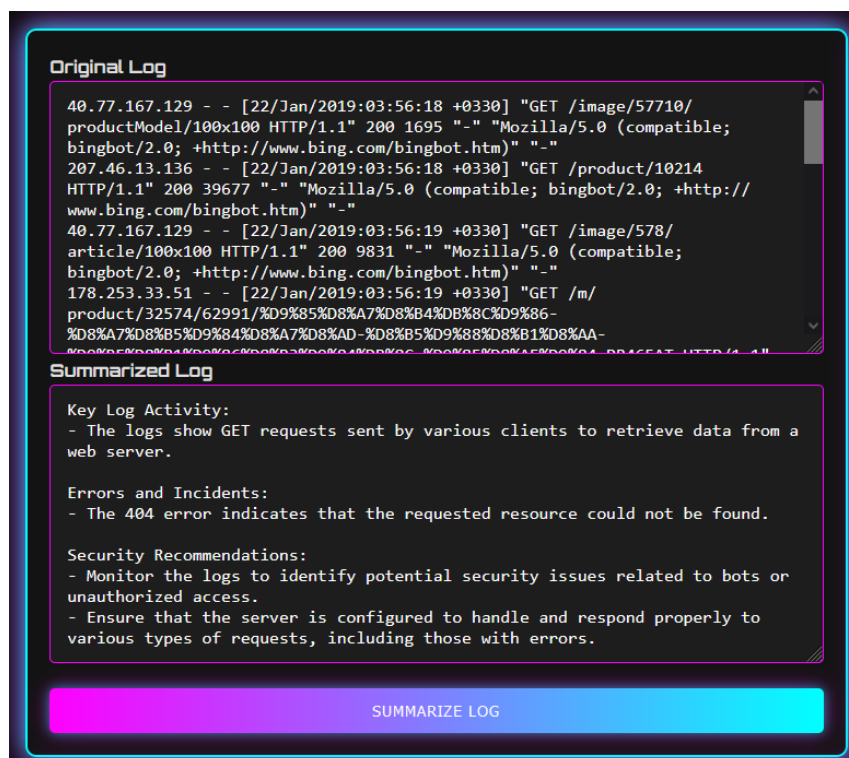 Original Log
40.77.167.129 - - [22/Jan/2019:03:56:18 +0330] "GET /image/57710/
productModel/100x100 HTTP/1.1" 200 1695 "-" "Mozilla/5.0 (compatible;
bingbot/2.0; +http://www.bing.com/bingbot.htm)" "-"
207.46.13.136 - - [22/Jan/2019:03:56:18 +0330] "GET /product/10214
HTTP/1.1" 200 39677 "-" "Mozilla/5.0 (compatible; bingbot/2.0; +http://
www.bing.com/bingbot.htm)" "-"
40.77.167.129 - - [22/Jan/2019:03:56:19 +0330] "GET /image/578/
article/100x100 HTTP/1.1" 200 9831 "-" "Mozilla/5.0 (compatible;
bingbot/2.0; +http://www.bing.com/bingbot.htm)" "-"
178.253.33.51 - - [22/Jan/2019:03:56:19 +0330] "GET /m/
product/32574/62991/%D9%85%D8%A7%D8%B4%DB%8C%D9%86-
%D8%A7%D8%B5%D9%84%D8%A7%D8%AD-%D8%B5%D9%88%D8%B1%D8%AA-
Summarized Log
Key Log Activity:
- The logs show GET requests sent by various clients to retrieve data from a
web server.
Errors and Incidents:
- The 404 error indicates that the requested resource could not be found.
Security Recommendations:
- Monitor the logs to identify potential security issues related to bots or
unauthorized access.
- Ensure that the server is configured to handle and respond properly to
various types of requests, including those with errors.
SUMMARIZE LOG